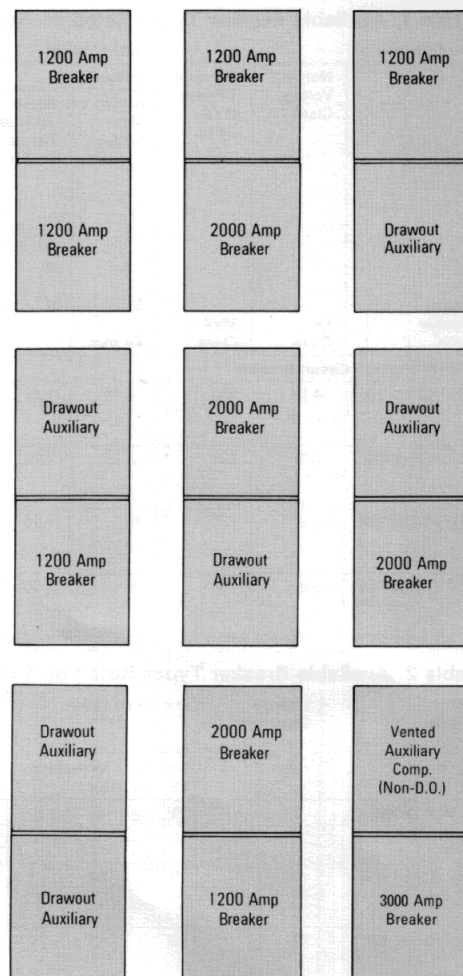 1200 Amp
Breaker
1200 Amp
Breaker
1200 Amp
Breaker
2000 Amp
Breaker
1200 Amp
Breaker
Drawout
Auxiliary
Drawout
Auxiliary
1200 Amp
Breaker
2000 Amp
Breaker
Drawout
Auxiliary
Drawout
Auxiliary
2000 Amp
Breaker
Drawout
Auxiliary
Drawout
Auxiliary
2000 Amp
Breaker
1200 Amp
Breaker
Vented
Auxiliary
Comp.
(Non-D.O.)
3000 Amp
Breaker